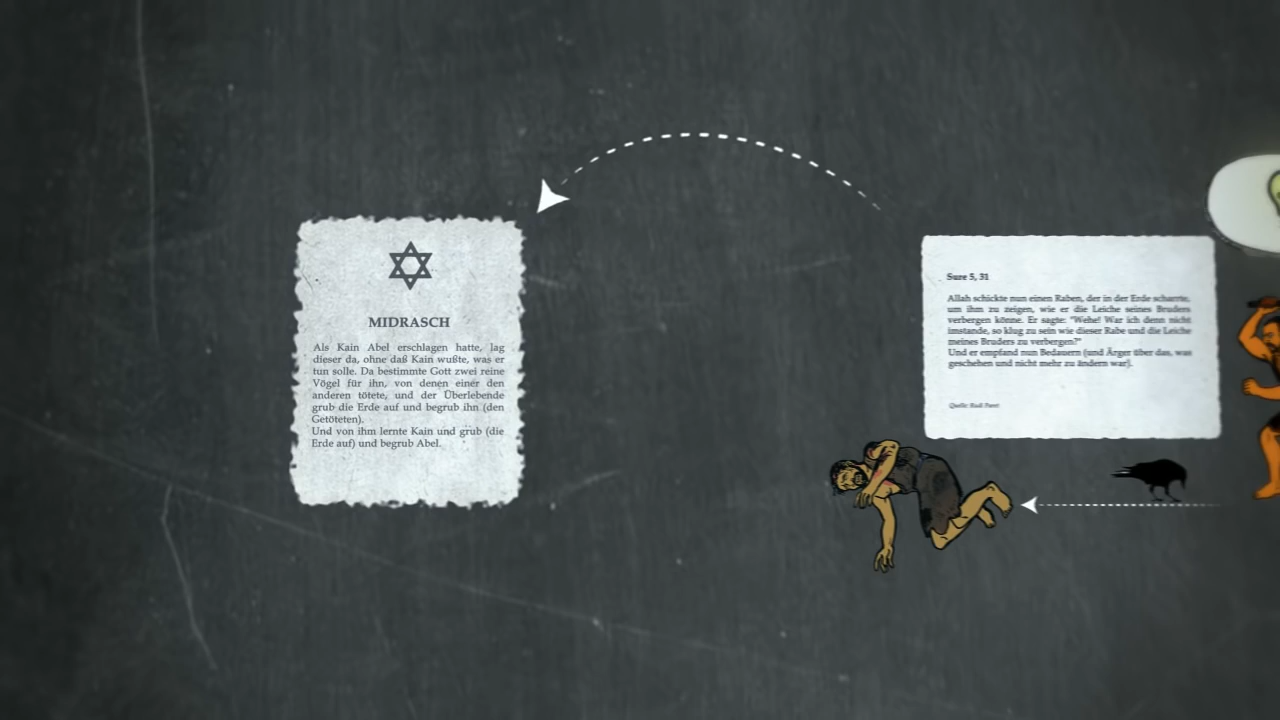 MIDRASCH
Als Kain Abel erschlagen hatte, lag
dieser da, ohne daß Kain wußte, was er
tun solle. Da bestimmte Gott zwei reine
Vögel für ihn, von denen einer den
anderen tötete, und der Überlebende
grub die Erde auf und begrub ihn (den
Getöteten).
Und von ihm lernte Kain und grub (die
Erde auf) und begrub Abel.
Sure 5, 31
Allah schickte nun einen Raben, der in der Erde scharrte,
um ihm zu zeigen, wie er die Leiche seines Bruders
verbergen könne. Er sagte: "Wehe! War ich denn nicht
imstande, so klug zu sein wie dieser Rabe und die Leiche
meines Bruders zu verbergen?"
Und er empfand nun Bedauern (und Ärger über das, was
geschehen und nicht mehr zu ändern war).
Quelle: Rudi Paret